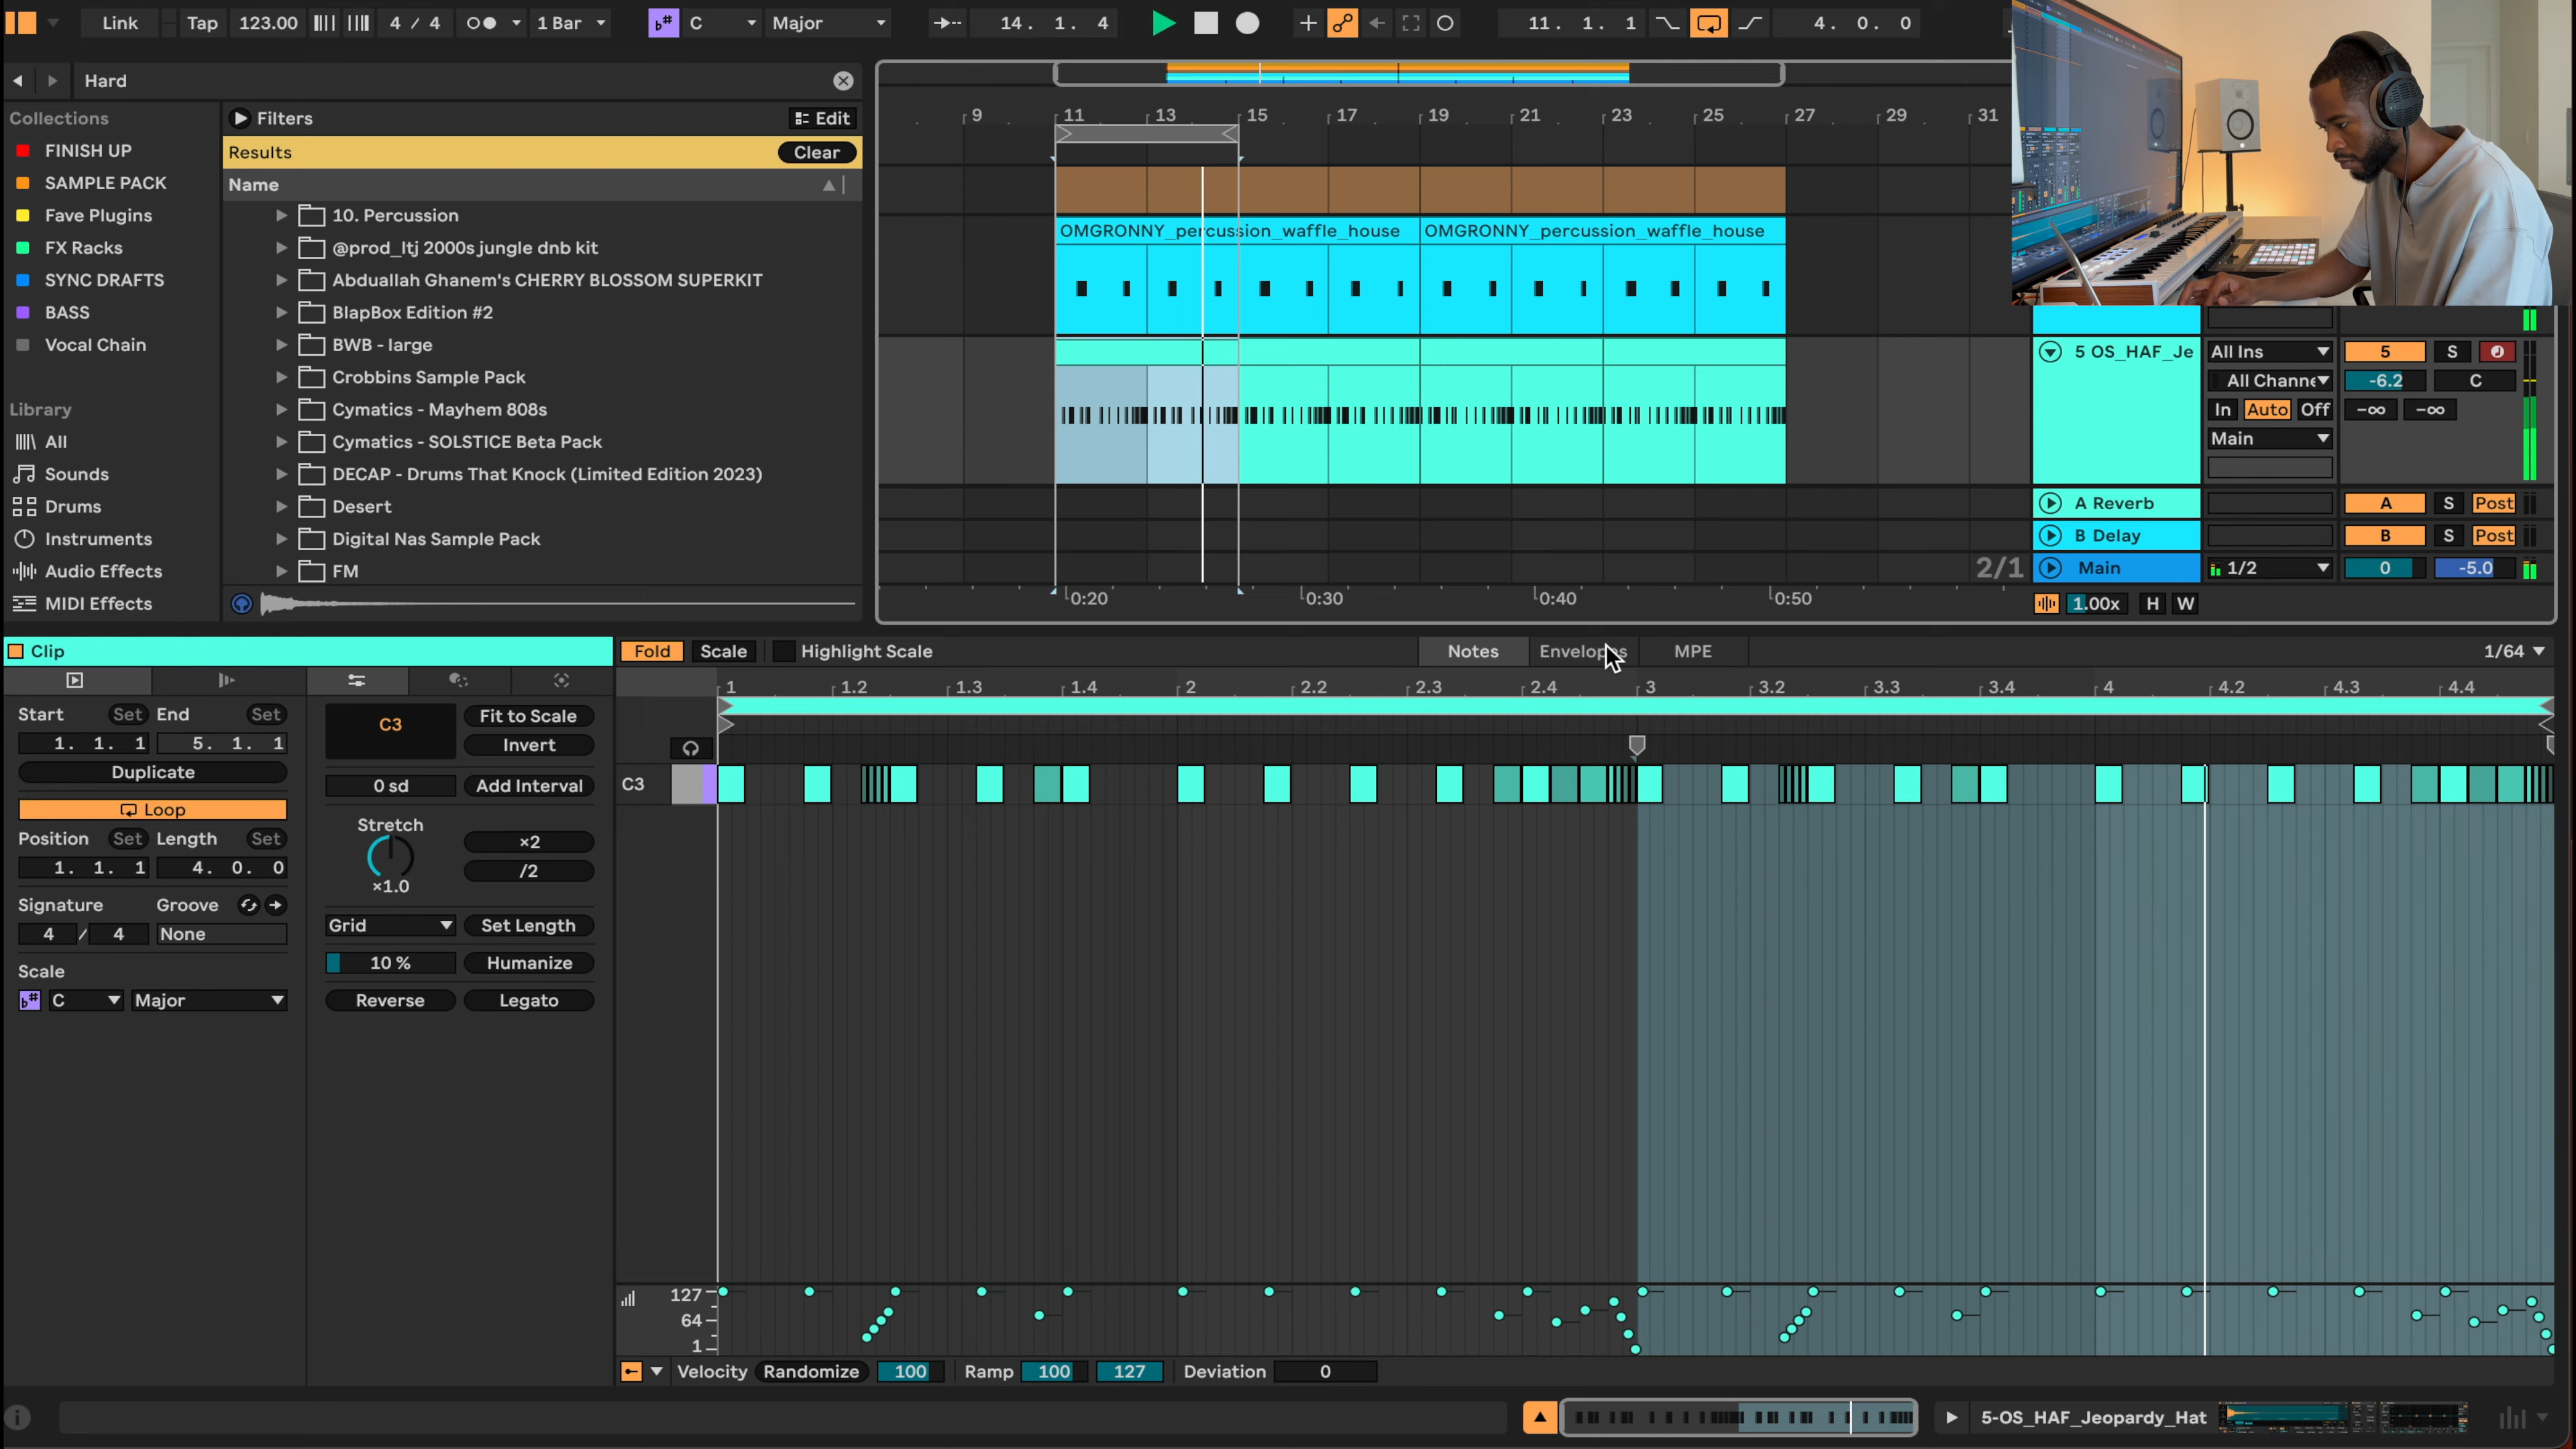 Link Tap 123.00 4 / 4 1 Bar C Major 14. 1. 4 11. 1. 1 4. 0. 0
Hard
Collections
FINISH UP
SAMPLE PACK
Fave Plugins
FX Racks
SYNC DRAFTS
BASS
Vocal Chain
Library
All
Sounds
Drums
Instruments
Audio Effects
MIDI Effects
Filters Edit
Results Clear
Name
10. Percussion
@prod_ltj 2000s jungle dnb kit
Abduallah Ghanem's CHERRY BLOSSOM SUPERKIT
BlapBox Edition #2
BWB - large
Crobbins Sample Pack
Cymatics - Mayhem 808s
Cymatics - SOLSTICE Beta Pack
DECAP - Drums That Knock (Limited Edition 2023)
Desert
Digital Nas Sample Pack
FM
9 11 13 15 17 19 21 23 25 27 29 31
OMGRONNY_percussion_waffle_house OMGRONNY_percussion_waffle_house
5 OS_HAF_Je All Ins 5 S
All Channe -6.2 C
In Auto Off -∞ -∞
Main
A Reverb A S Post
B Delay B S Post
2/1 Main 1/2 0 -5.0
0:20 0:30 0:40 0:50 1.00x H W
Clip
Start Set End Set
1. 1. 1 5. 1. 1
Duplicate
Loop
Position Set Length Set
1. 1. 1 4. 0. 0
Signature Groove
4 / 4 None
Scale
C Major
C3 Fit to Scale
Invert
0 sd Add Interval
Stretch
×2
/2
×1.0
Grid Set Length
10 % Humanize
Reverse Legato
Fold Scale Highlight Scale Notes Envelopes MPE 1/64
1 1.2 1.3 1.4 2 2.2 2.3 2.4 3 3.2 3.3 3.4 4 4.2 4.3 4.4
C3
127
64
1
Velocity Randomize 100 Ramp 100 127 Deviation 0
5-OS_HAF_Jeopardy_Hat